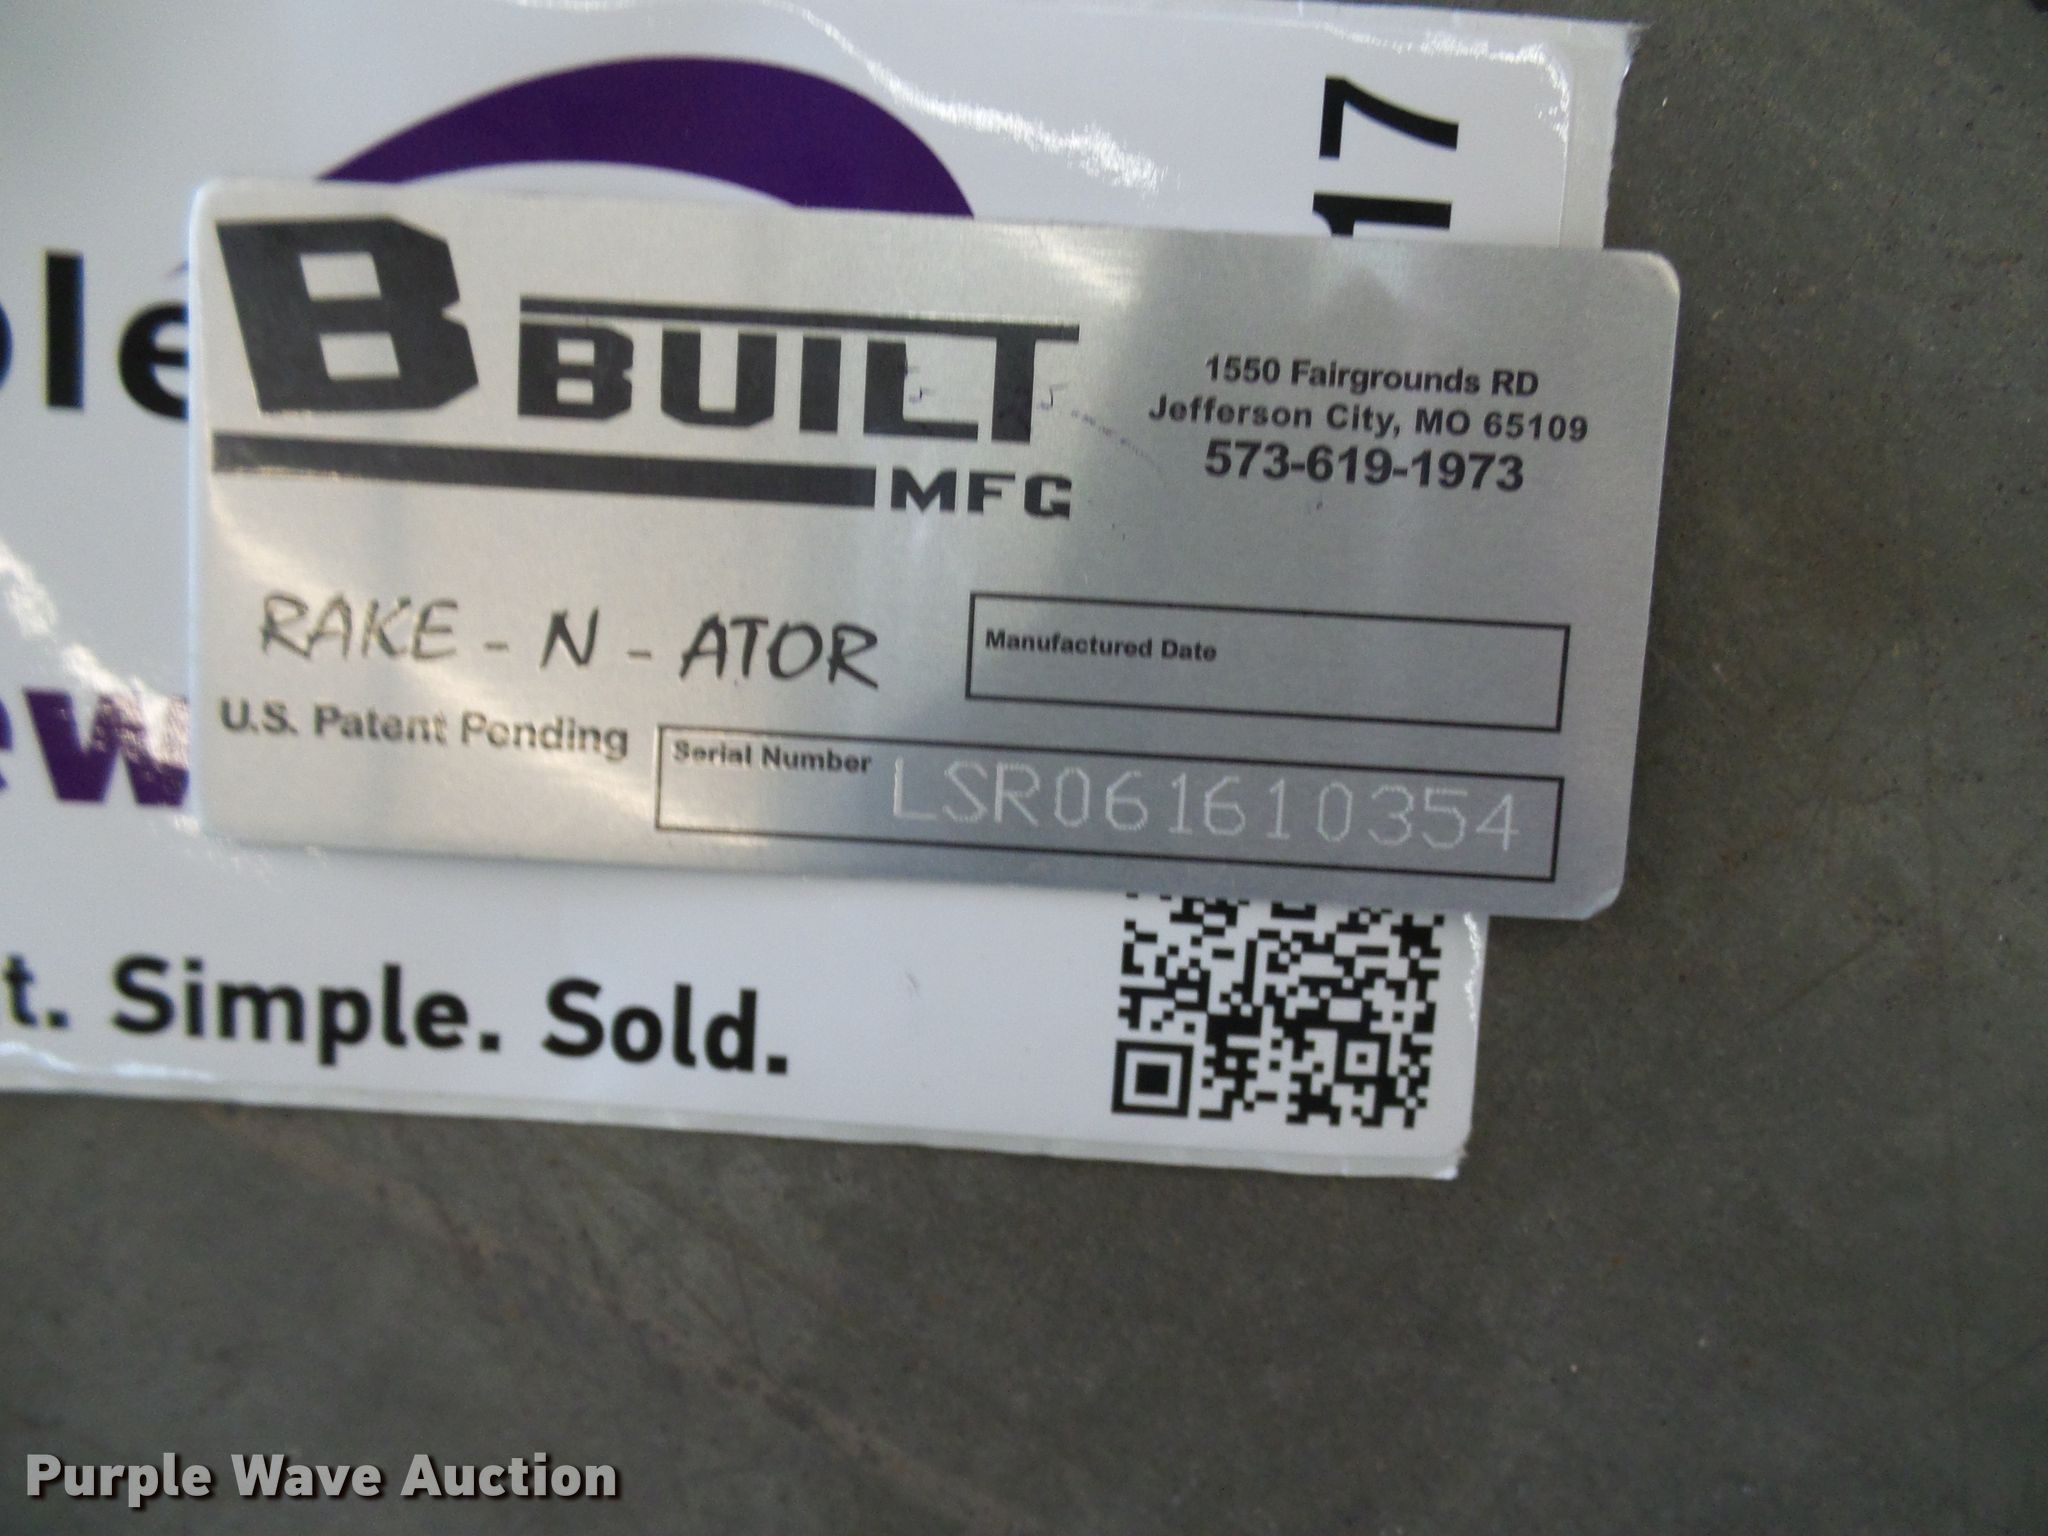 17
B BUILT
MFG
1550 Fairgrounds RD
Jefferson City, MO 65109
573-619-1973
RAKE - N - ATOR
Manufactured Date
U.S. Patent Pending
Serial Number LSR061610354
Simple. Sold.
Purple Wave Auction